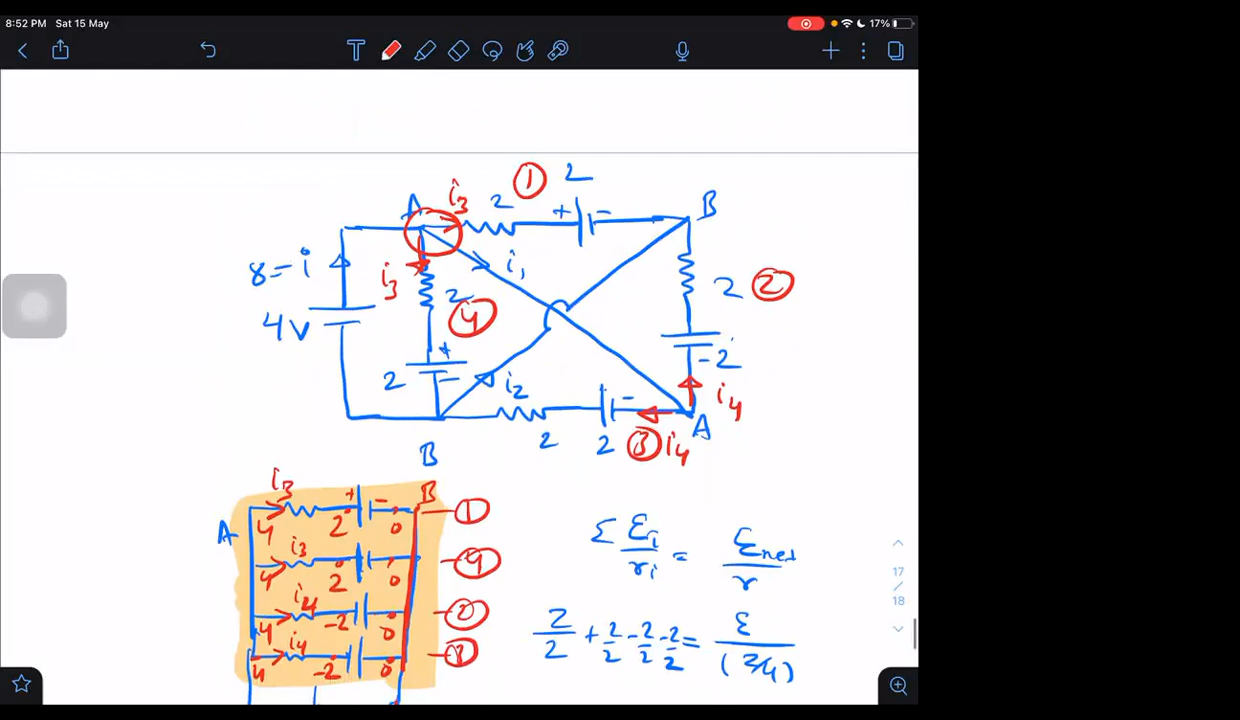 8:52 PM Sat 15 May
17%
T
A
i3
2
1
2
+ -
B
8 = i
i3
2
4
i1
2
2
4V
+
2
-
i2
-2
i4
B
2
2
3
i4
A
i3
+ -
B
1
A
4
2
0
i3
4
4
2
0
i4
2
4
-2
0
i4
3
4
-2
0
Σ Ei/ri = Enet/r
2/2 + 2/2 - 2/2 - 2/2 = E/(2/4)
17
/
18